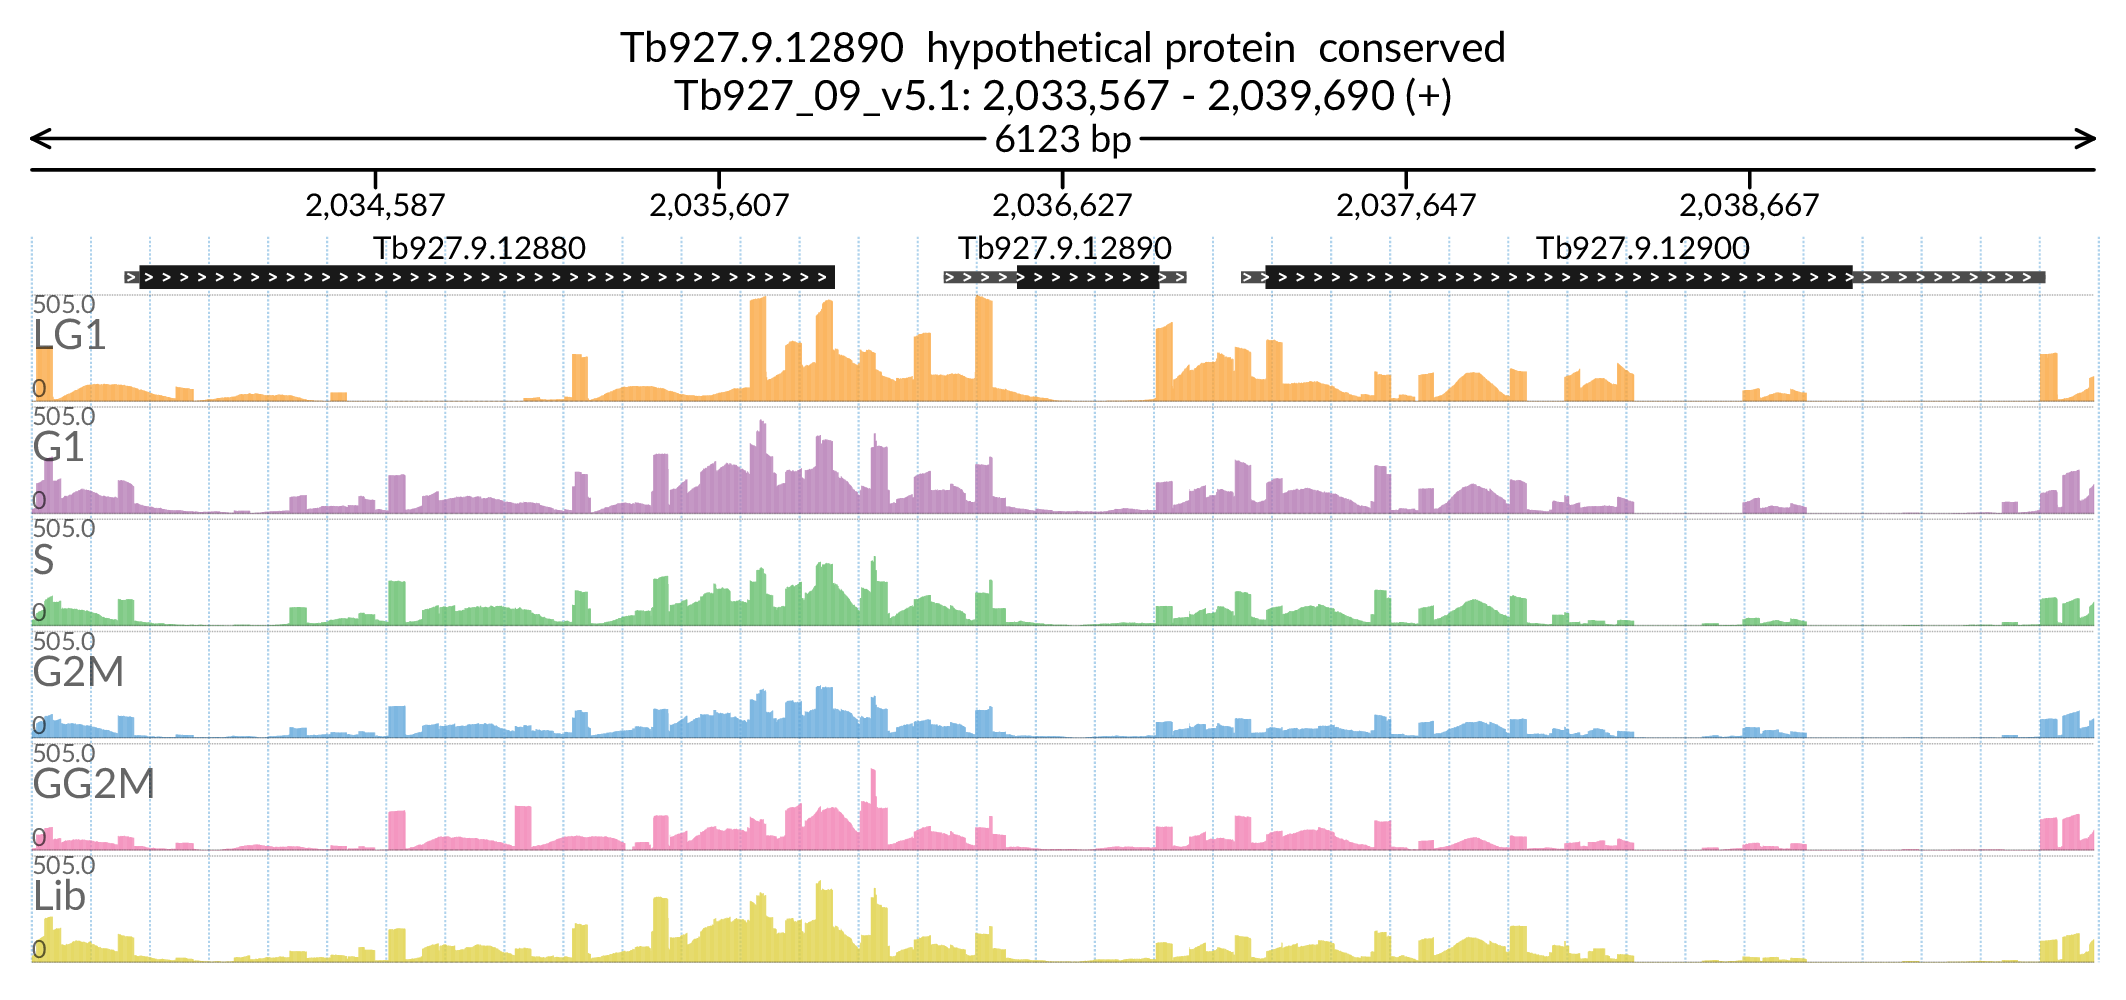 Tb927.9.12890 hypothetical protein conserved
Tb927_09_v5.1: 2,033,567 - 2,039,690 (+)
6123 bp
2,034,587 2,035,607 2,036,627 2,037,647 2,038,667
Tb927.9.12880 Tb927.9.12890 Tb927.9.12900
505.0
LG1
0
505.0
G1
0
505.0
S
0
505.0
G2M
0
505.0
GG2M
0
505.0
Lib
0